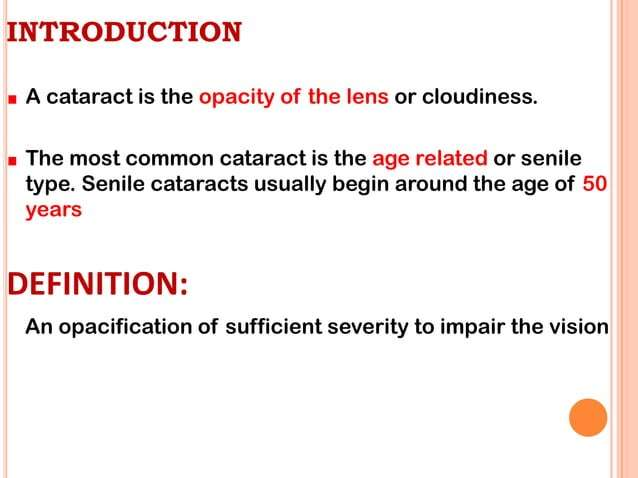 INTRODUCTION
A cataract is the opacity of the lens or cloudiness.
The most common cataract is the age related or senile
type. Senile cataracts usually begin around the age of 50
years
DEFINITION:
An opacification of sufficient severity to impair the vision